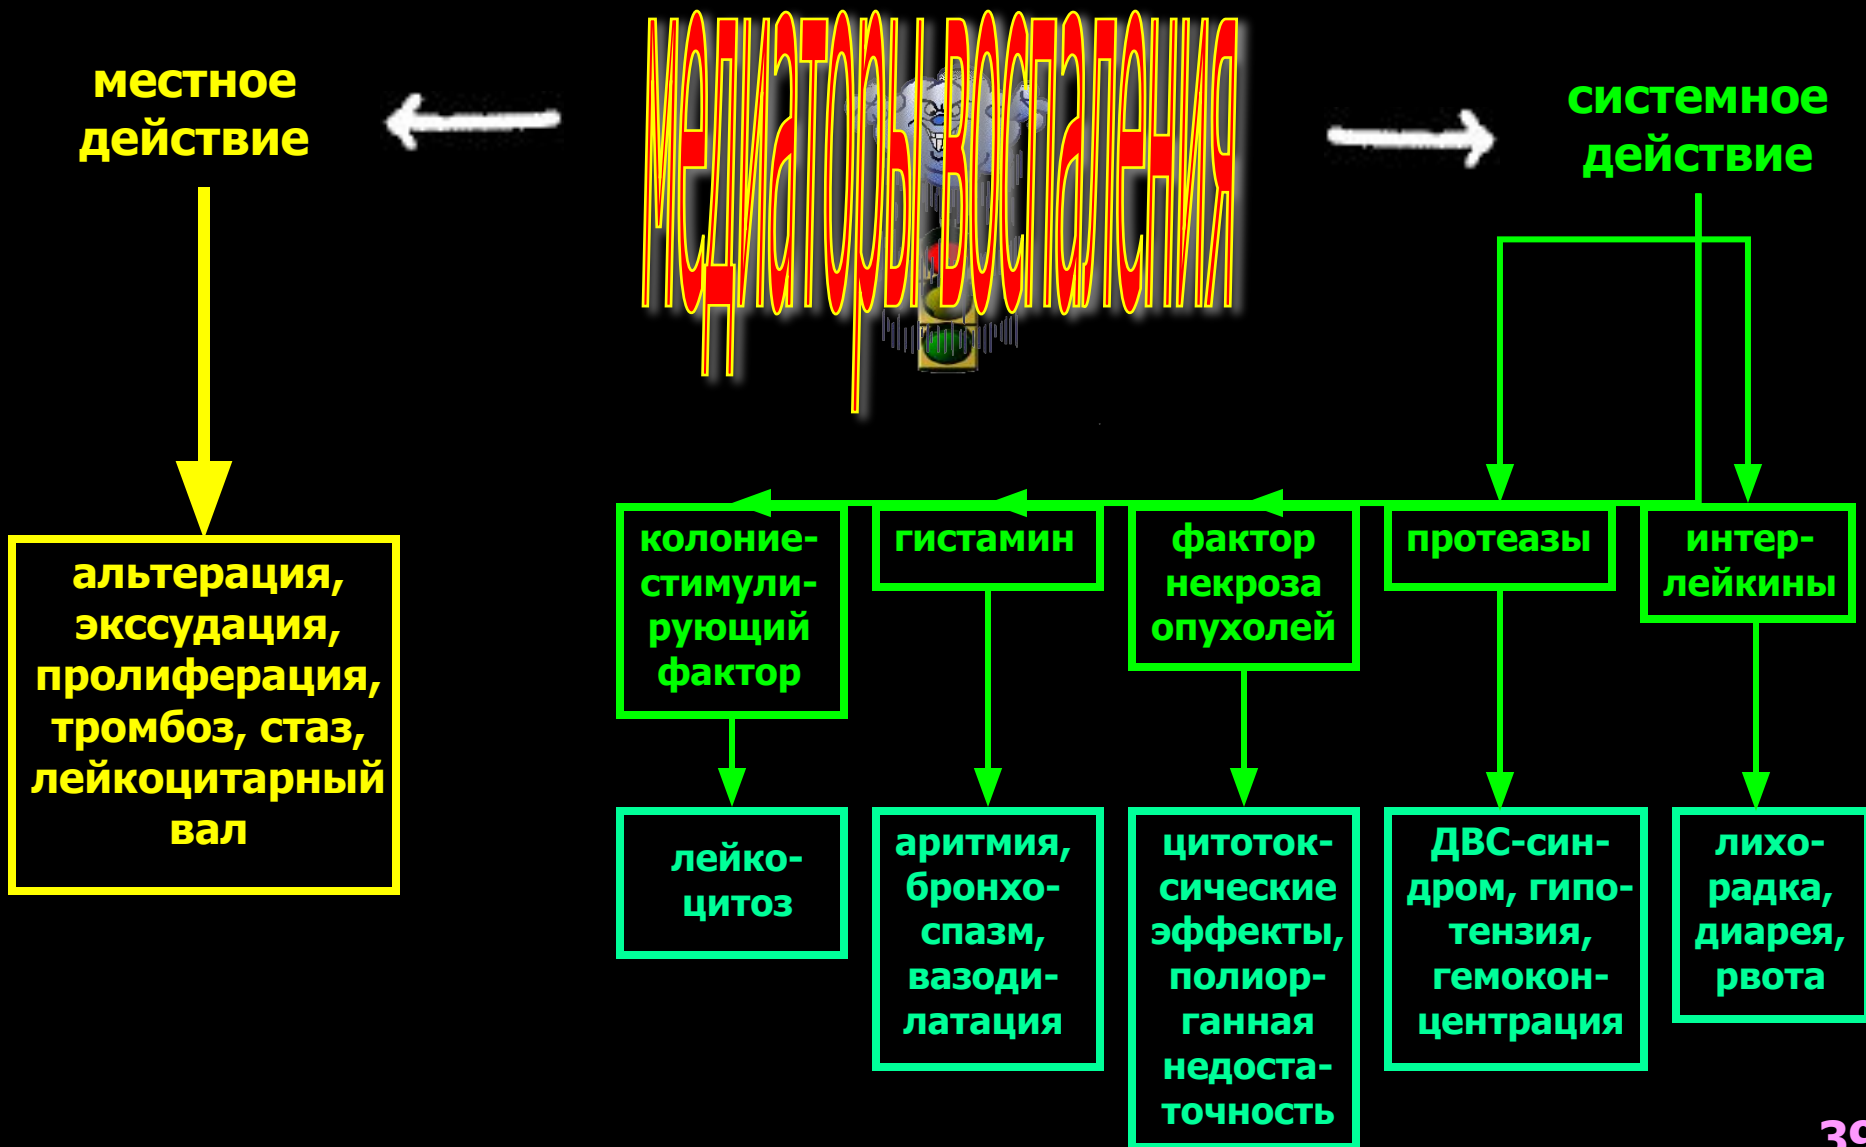 медиаторы воспаления
местное
действие
системное
действие
альтерация,
экссудация,
пролиферация,
тромбоз, стаз,
лейкоцитарный
вал
колоние-
стимули-
рующий
фактор
гистамин
фактор
некроза
опухолей
протеазы
интер-
лейкины
лейко-
цитоз
аритмия,
бронхо-
спазм,
вазоди-
латация
цитоток-
сические
эффекты,
полиор-
ганная
недоста-
точность
ДВС-син-
дром, гипо-
тензия,
гемокон-
центрация
лихо-
радка,
диарея,
рвота
39